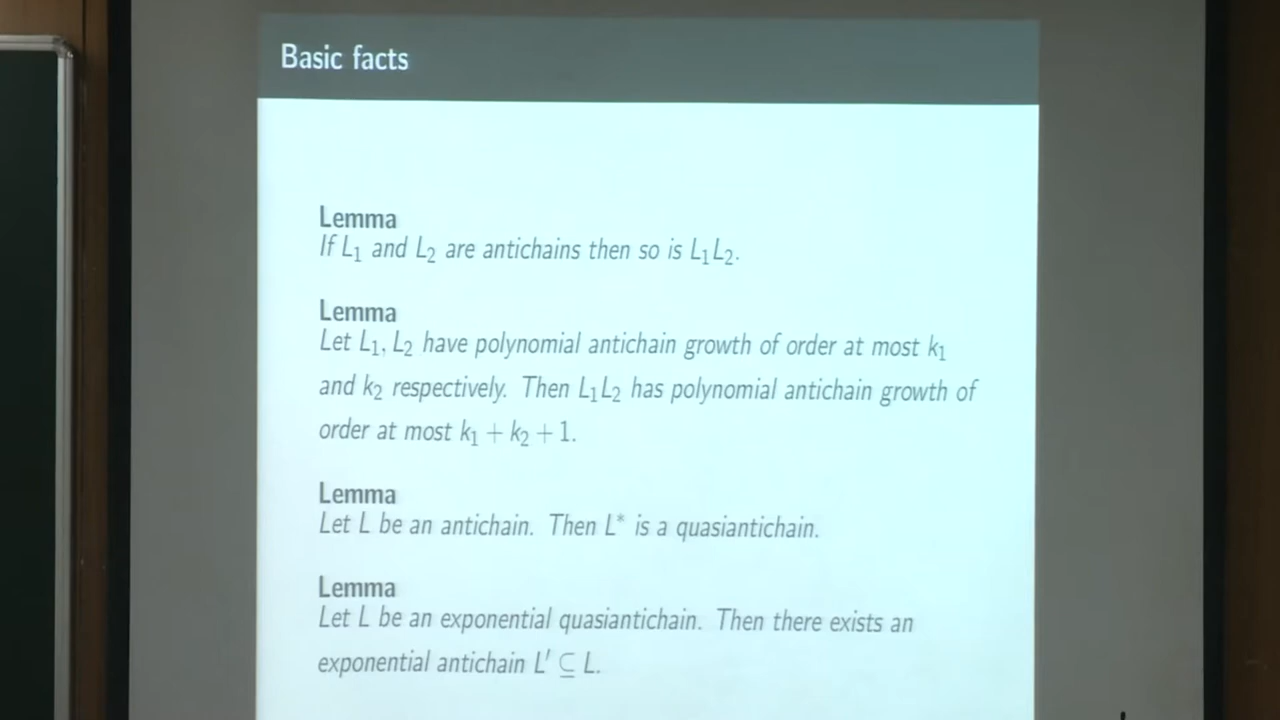 Basic facts
Lemma
If L₁ and L₂ are antichains then so is L₁L₂.
Lemma
Let L₁, L₂ have polynomial antichain growth of order at most k₁
and k₂ respectively. Then L₁L₂ has polynomial antichain growth of
order at most k₁ + k₂ + 1.
Lemma
Let L be an antichain. Then L* is a quasiantichain.
Lemma
Let L be an exponential quasiantichain. Then there exists an
exponential antichain L′ ⊆ L.